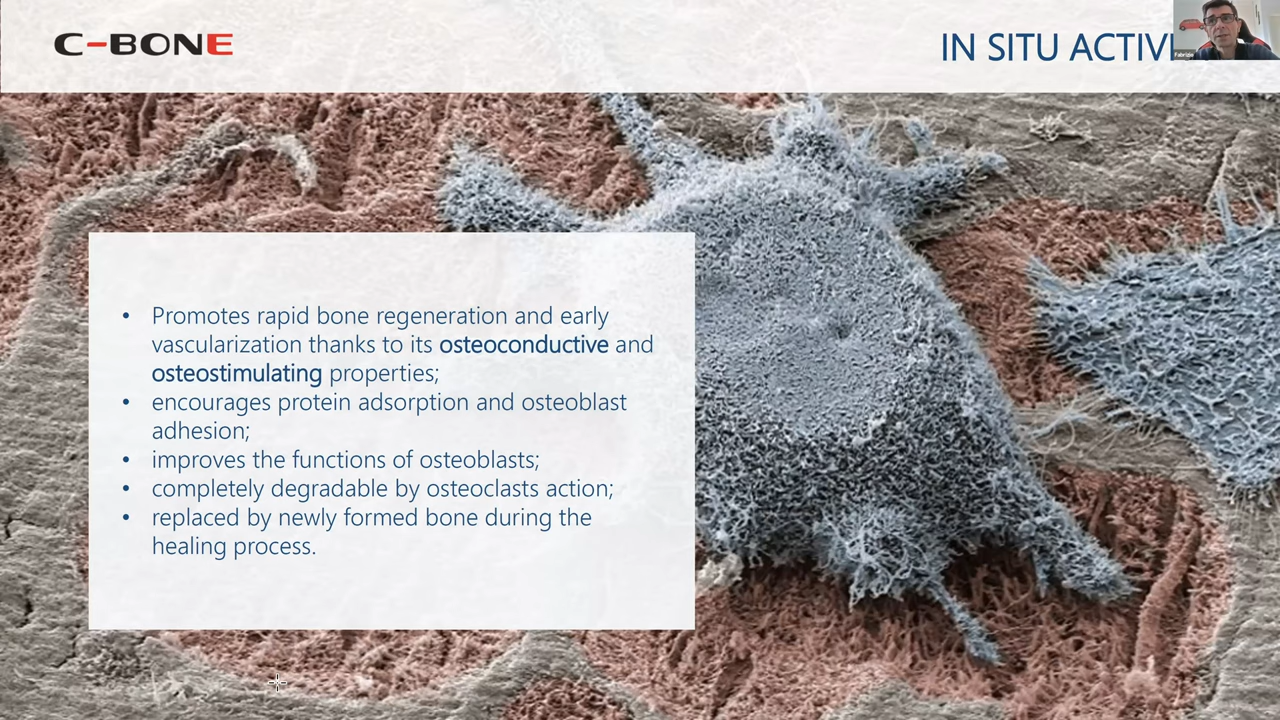 C-BONE
IN SITU ACTIV
Fabrizio
• Promotes rapid bone regeneration and early
vascularization thanks to its osteoconductive and
osteostimulating properties;
• encourages protein adsorption and osteoblast
adhesion;
• improves the functions of osteoblasts;
• completely degradable by osteoclasts action;
• replaced by newly formed bone during the
healing process.